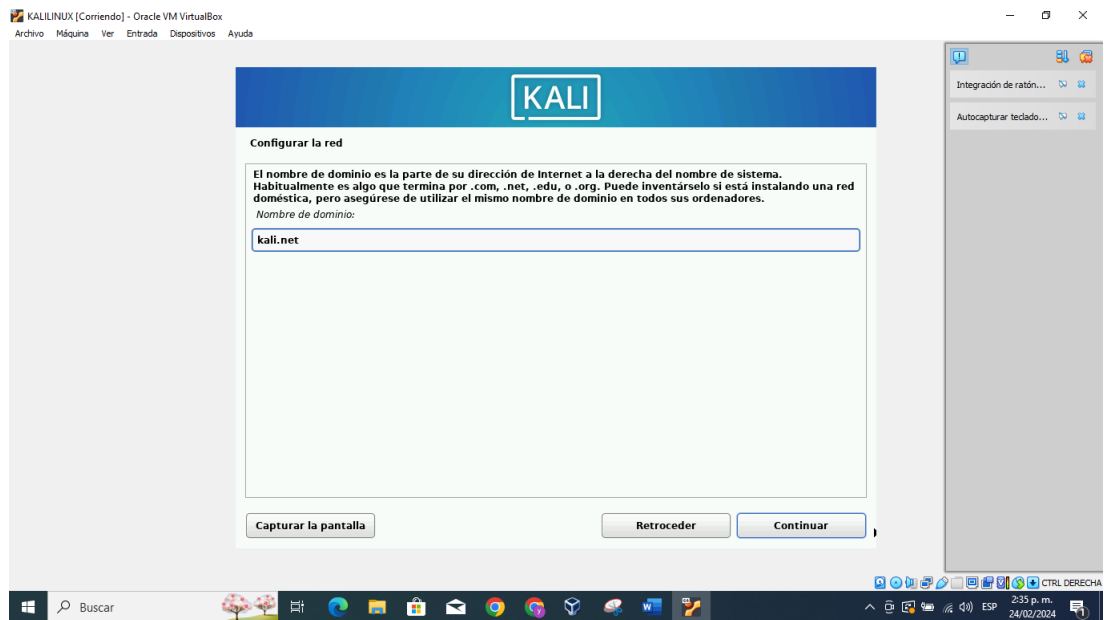 KALILINUX [Corriendo] - Oracle VM VirtualBox
Archivo Máquina Ver Entrada Dispositivos Ayuda
KALI
Integración de ratón...
Autocapturar teclado...
Configurar la red
El nombre de dominio es la parte de su dirección de Internet a la derecha del nombre de sistema.
Habitualmente es algo que termina por .com, .net, .edu, o .org. Puede inventárselo si está instalando una red
doméstica, pero asegúrese de utilizar el mismo nombre de dominio en todos sus ordenadores.
Nombre de dominio:
kali.net
Capturar la pantalla
Retroceder
Continuar
CTRL DERECHA
Buscar
ESP
2:35 p. m.
24/02/2024